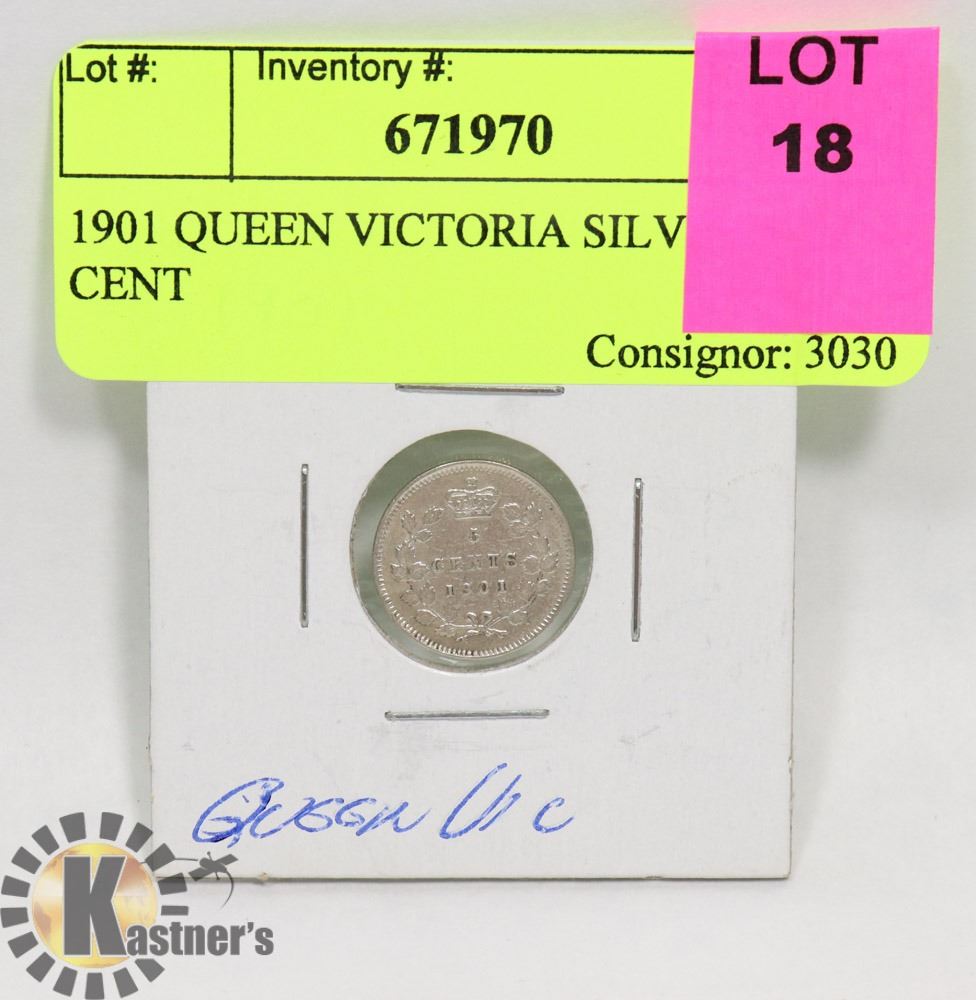 Lot #:
Inventory #:
LOT
671970
18
1901 QUEEN VICTORIA SILV
CENT
Consignor: 3030
5
CENTS
1901
Queen Vic
Kastner's